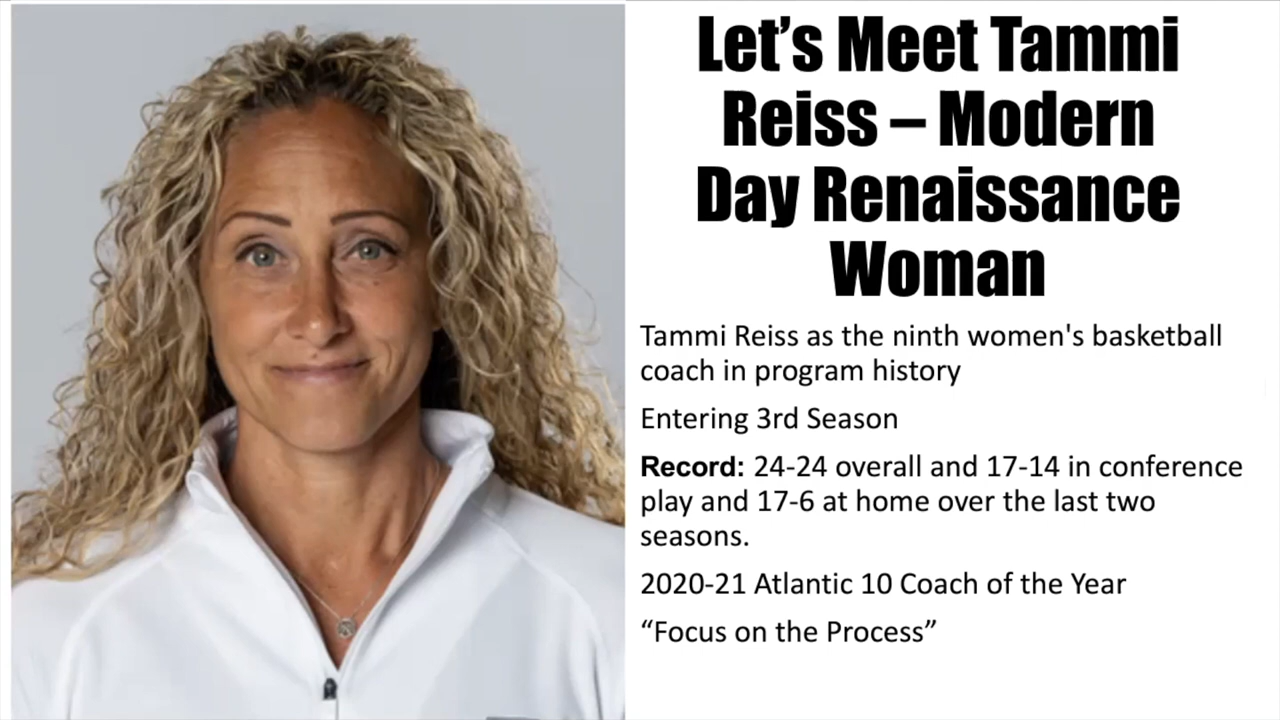 Let’s Meet Tammi
Reiss – Modern
Day Renaissance
Woman
Tammi Reiss as the ninth women's basketball
coach in program history
Entering 3rd Season
Record: 24-24 overall and 17-14 in conference
play and 17-6 at home over the last two
seasons.
2020-21 Atlantic 10 Coach of the Year
“Focus on the Process”